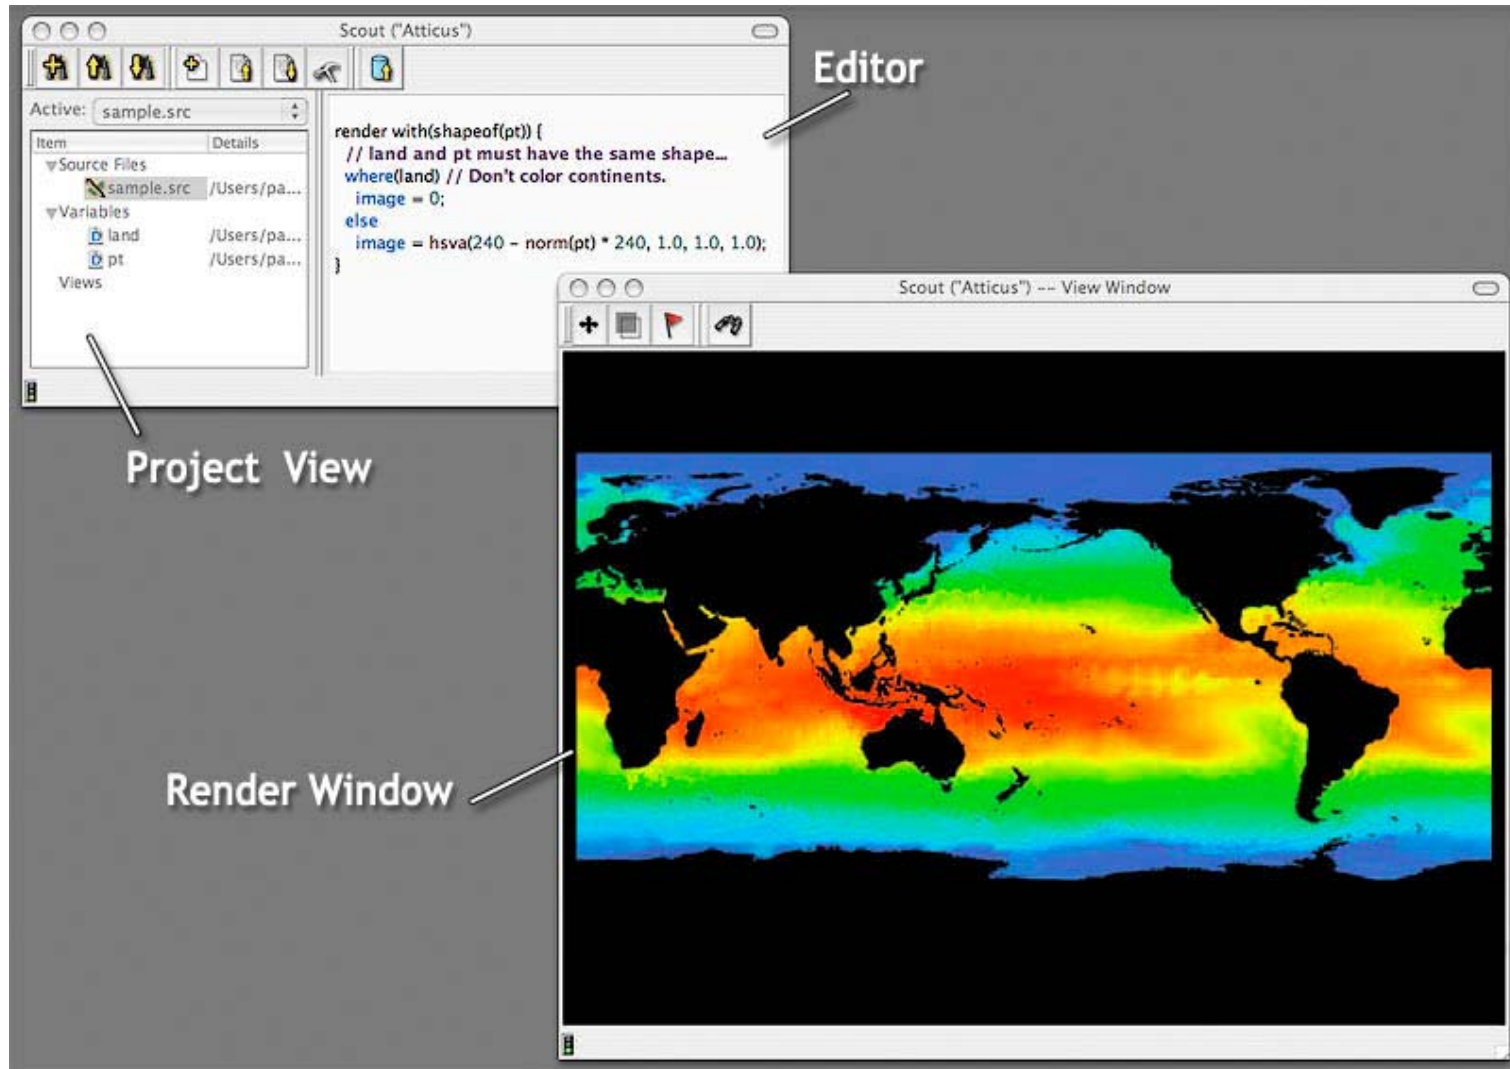 Scout ("Atticus")
Editor
Active: sample.src
Item Details
Source Files
sample.src /Users/pa...
Variables
land /Users/pa...
pt /Users/pa...
Views
render with(shapeof(pt)) {
// land and pt must have the same shape...
where(land) // Don't color continents.
image = 0;
else
image = hsva(240 - norm(pt) * 240, 1.0, 1.0, 1.0);
}
Scout ("Atticus") -- View Window
Project View
Render Window